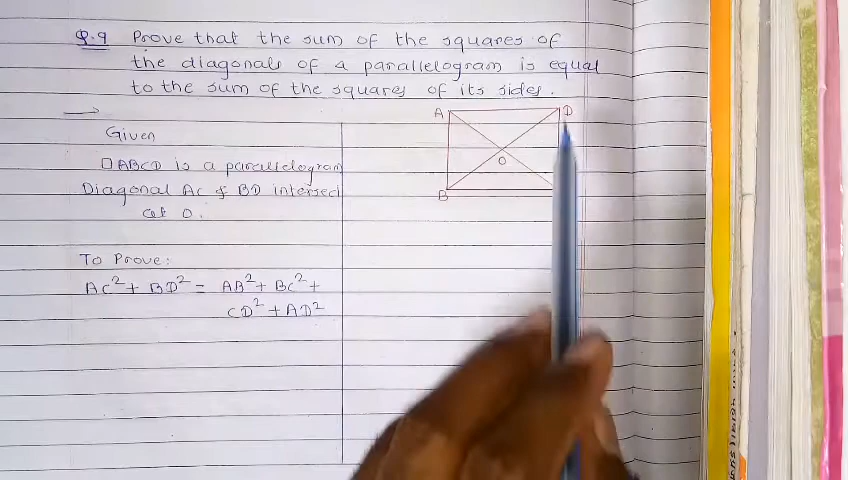 Q.9 Prove that the sum of the squares of
the diagonals of a parallelogram is equal
to the sum of the squares of its sides.
Given
□ABCD is a parallelogram
Diagonal AC & BD intersect
at O.
To Prove:
AC²+ BD² = AB²+ BC²+
CD² + AD²
A
D
O
B